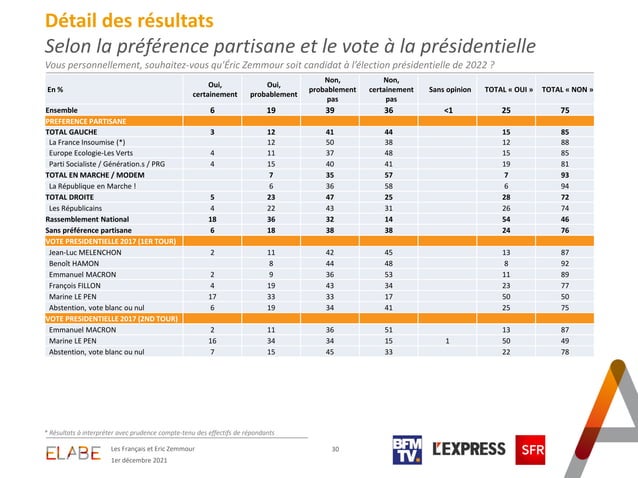 Détail des résultats
Selon la préférence partisane et le vote à la présidentielle
Vous personnellement, souhaitez-vous qu'Éric Zemmour soit candidat à l'élection présidentielle de 2022 ?
En % Oui, certainement Oui, probablement Non, probablement pas Non, certainement pas Sans opinion TOTAL « OUI » TOTAL « NON »
Ensemble 6 19 39 36 <1 25 75
PREFERENCE PARTISANE
TOTAL GAUCHE 3 12 41 44 15 85
La France Insoumise (*) 12 50 38 12 88
Europe Ecologie-Les Verts 4 11 37 48 15 85
Parti Socialiste / Génération.s / PRG 4 15 40 41 19 81
TOTAL EN MARCHE / MODEM 7 35 57 7 93
La République en Marche ! 6 36 58 6 94
TOTAL DROITE 5 23 47 25 28 72
Les Républicains 4 22 43 31 26 74
Rassemblement National 18 36 32 14 54 46
Sans préférence partisane 6 18 38 38 24 76
VOTE PRESIDENTIELLE 2017 (1ER TOUR)
Jean-Luc MELENCHON 2 11 42 45 13 87
Benoît HAMON 8 44 48 8 92
Emmanuel MACRON 2 9 36 53 11 89
François FILLON 4 19 43 34 23 77
Marine LE PEN 17 33 33 17 50 50
Abstention, vote blanc ou nul 6 19 34 41 25 75
VOTE PRESIDENTIELLE 2017 (2ND TOUR)
Emmanuel MACRON 2 11 36 51 13 87
Marine LE PEN 16 34 34 15 1 50 49
Abstention, vote blanc ou nul 7 15 45 33 22 78
* Résultats à interpréter avec prudence compte-tenu des effectifs de répondants
ELABE
Les Français et Eric Zemmour
1er décembre 2021
30
BFM TV.
L'EXPRESS
SFR